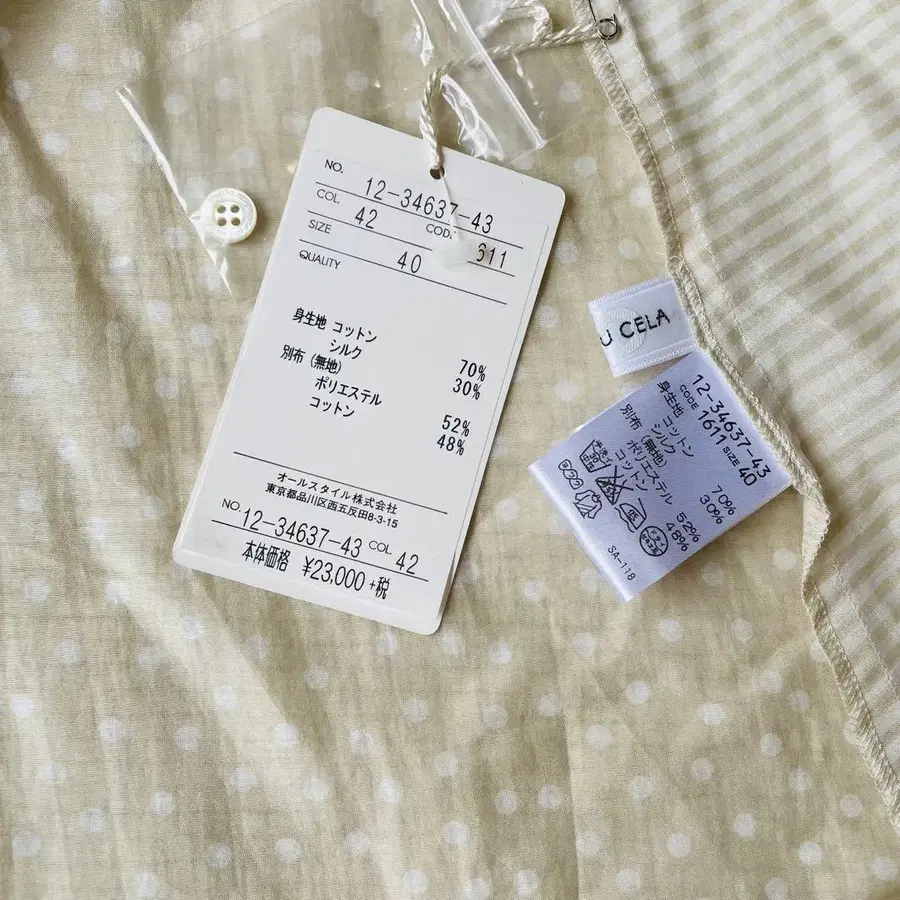 NO. 12-34637-43
COL. 42 CODE 611
SIZE 40
QUALITY
身生地 コットン 70%
シルク 30%
別布(無地)
ポリエステル 52%
コットン 48%
オールスタイル株式会社
東京都品川区西五反田8-3-15
NO. 12-34637-43 COL 42
本体価格 ¥23,000+税
U CELA
12-34637-43
CODE 1611 SIZE 40
身生地 コットン 70%
シルク 30%
別布(無地)
ポリエステル 52%
コットン 48%
SA-118